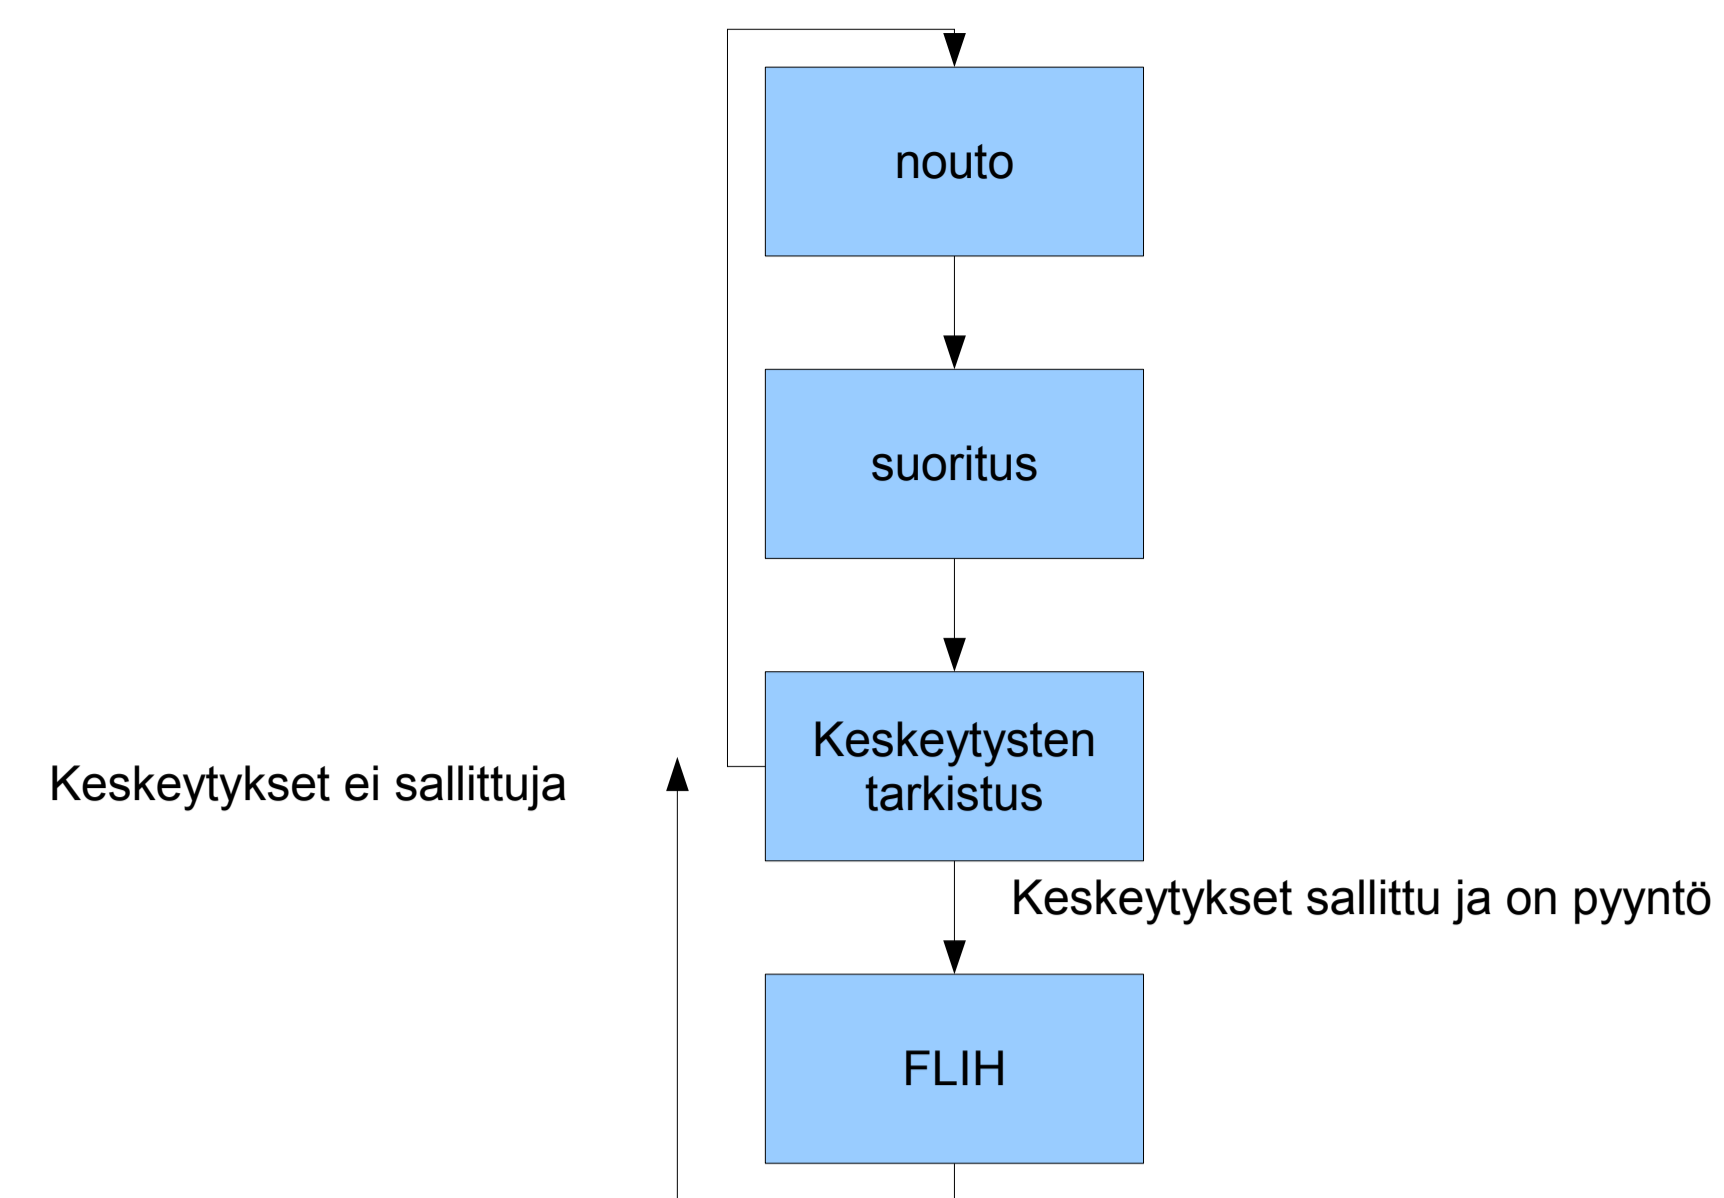 nouto
suoritus
Keskeytysten
tarkistus
Keskeytykset ei sallittuja
Keskeytykset sallittu ja on pyyntö
FLIH